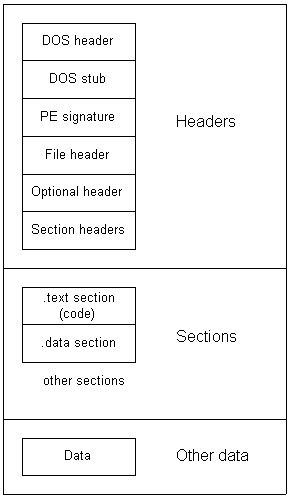 DOS header
DOS stub
PE signature
File header
Optional header
Section headers
Headers
.text section
(code)
.data section
other sections
Sections
Data
Other data